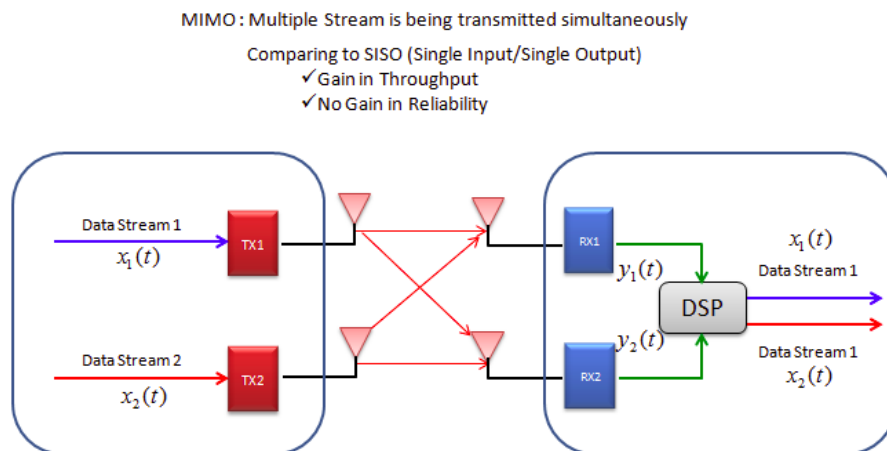 MIMO : Multiple Stream is being transmitted simultaneously
Comparing to SISO (Single Input/Single Output)
✓Gain in Throughput
✓No Gain in Reliability
Data Stream 1
x₁(t)
TX1
Data Stream 2
x₂(t)
TX2
RX1
y₁(t)
RX2
y₂(t)
DSP
x₁(t)
Data Stream 1
Data Stream 1
x₂(t)